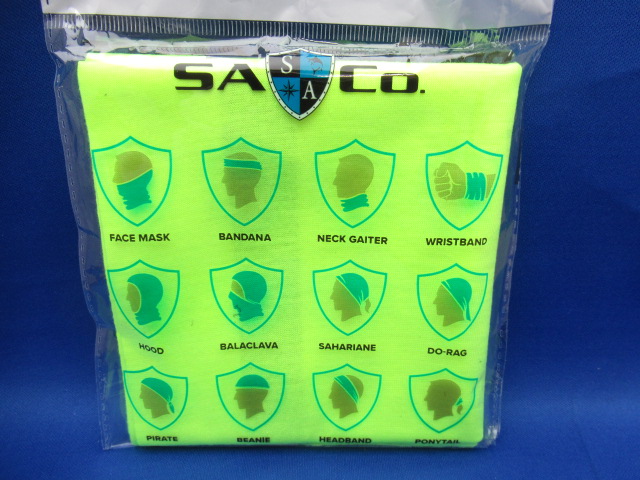 SA Co.
S
A
FACE MASK BANDANA NECK GAITER WRISTBAND
HOOD BALACLAVA SAHARIANE DO-RAG
PIRATE BEANIE HEADBAND PONYTAIL